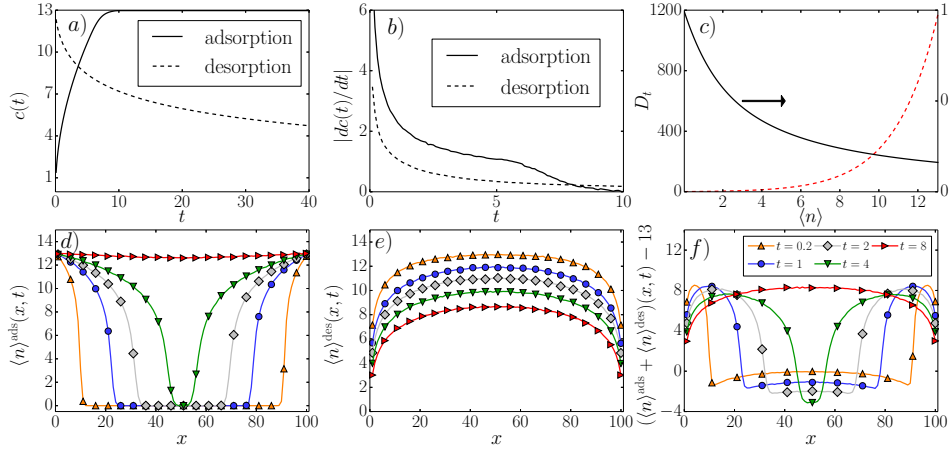 a)
c(t)
13
9
5
1
adsorption
desorption
0 10 20 30 40
t
b)
|dc(t)/dt|
6
4
2
0
adsorption
desorption
0 5 10
t
c)
D_t
1200
800
400
0
1
0
0 2 4 6 8 10 12
⟨n⟩
d)
⟨n⟩^ads(x, t)
14
12
10
8
6
4
2
0
0 20 40 60 80 100
x
e)
⟨n⟩^des(x, t)
14
12
10
8
6
4
2
0
0 20 40 60 80 100
x
f)
(⟨n⟩^ads + ⟨n⟩^des)(x, t) − 13
12
8
4
0
−4
t = 0.2
t = 1
t = 2
t = 4
t = 8
0 20 40 60 80 100
x